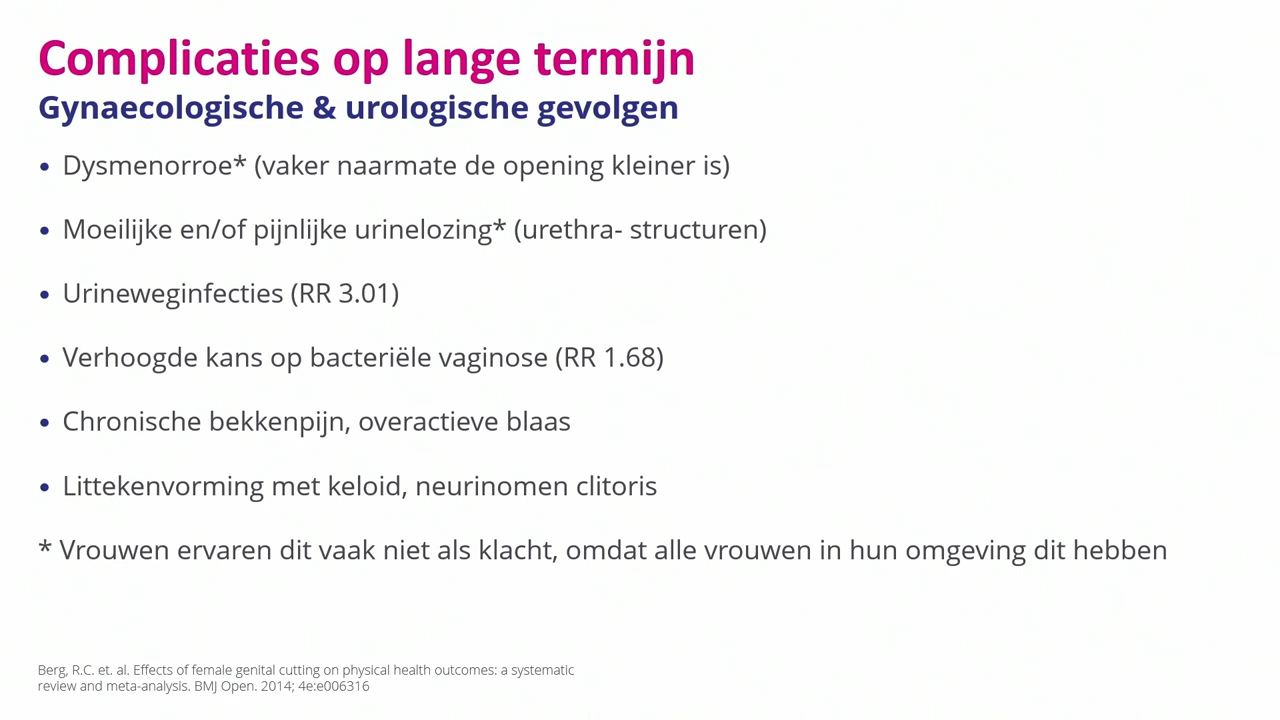 Complicaties op lange termijn
Gynaecologische & urologische gevolgen
• Dysmenorroe* (vaker naarmate de opening kleiner is)
• Moeilijke en/of pijnlijke urinelozing* (urethra- structuren)
• Urineweginfecties (RR 3.01)
• Verhoogde kans op bacteriële vaginose (RR 1.68)
• Chronische bekkenpijn, overactieve blaas
• Littekenvorming met keloid, neurinomen clitoris
* Vrouwen ervaren dit vaak niet als klacht, omdat alle vrouwen in hun omgeving dit hebben
Berg, R.C. et. al. Effects of female genital cutting on physical health outcomes: a systematic
review and meta-analysis. BMJ Open. 2014; 4e:e006316